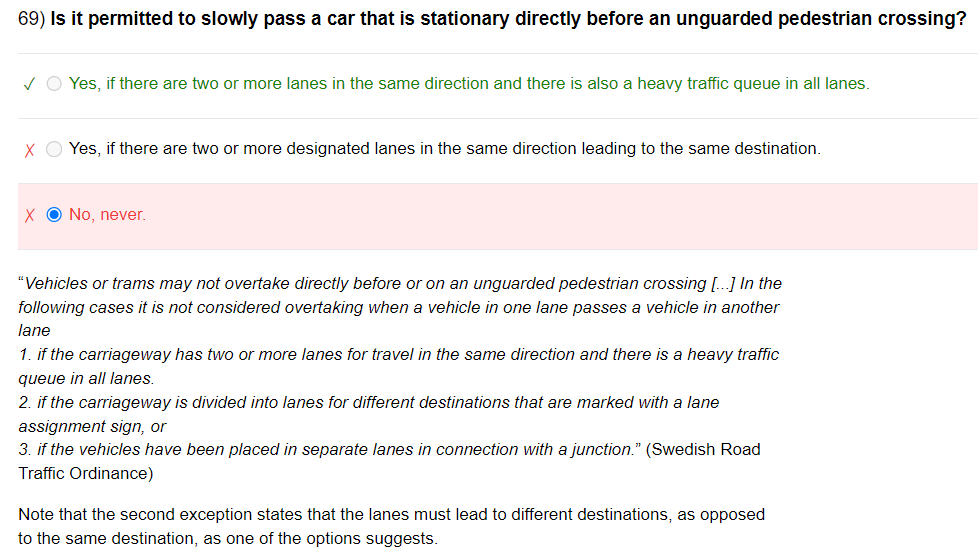 69) Is it permitted to slowly pass a car that is stationary directly before an unguarded pedestrian crossing?
✓ Yes, if there are two or more lanes in the same direction and there is also a heavy traffic queue in all lanes.
X Yes, if there are two or more designated lanes in the same direction leading to the same destination.
X No, never.
“Vehicles or trams may not overtake directly before or on an unguarded pedestrian crossing [...] In the
following cases it is not considered overtaking when a vehicle in one lane passes a vehicle in another
lane
1. if the carriageway has two or more lanes for travel in the same direction and there is a heavy traffic
queue in all lanes.
2. if the carriageway is divided into lanes for different destinations that are marked with a lane
assignment sign, or
3. if the vehicles have been placed in separate lanes in connection with a junction.” (Swedish Road
Traffic Ordinance)
Note that the second exception states that the lanes must lead to different destinations, as opposed
to the same destination, as one of the options suggests.